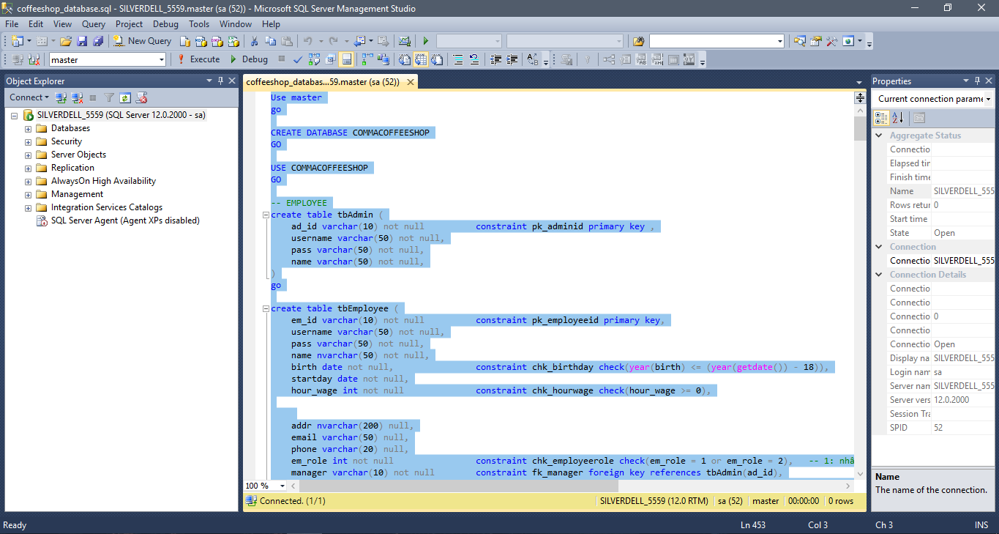 coffeeshop_database.sql - SILVERDELL_5559.master (sa (52)) - Microsoft SQL Server Management Studio
File Edit View Query Project Debug Tools Window Help
New Query
master Execute Debug
Object Explorer
Connect
SILVERDELL_5559 (SQL Server 12.0.2000 - sa)
Databases
Security
Server Objects
Replication
AlwaysOn High Availability
Management
Integration Services Catalogs
SQL Server Agent (Agent XPs disabled)
coffeeshop_databas...59.master (sa (52))
Use master
go
CREATE DATABASE COMMACOFFEESHOP
GO
USE COMMACOFFEESHOP
GO
-- EMPLOYEE
create table tbAdmin (
ad_id varchar(10) not null constraint pk_adminid primary key ,
username varchar(50) not null,
pass varchar(50) not null,
name varchar(50) not null,
)
go
create table tbEmployee (
em_id varchar(10) not null constraint pk_employeeid primary key,
username varchar(50) not null,
pass varchar(50) not null,
name nvarchar(50) not null,
birth date not null, constraint chk_birthday check(year(birth) <= (year(getdate()) - 18)),
startday date not null,
hour_wage int not null constraint chk_hourwage check(hour_wage >= 0),
addr nvarchar(200) null,
email varchar(50) null,
phone varchar(20) null,
em_role int not null constraint chk_employeerole check(em_role = 1 or em_role = 2), -- 1: nhâ
manager varchar(10) not null constraint fk_manager foreign key references tbAdmin(ad_id),
100 %
Connected. (1/1) SILVERDELL_5559 (12.0 RTM) sa (52) master 00:00:00 0 rows
Properties
Current connection parame
Aggregate Status
Connectio
Elapsed tin
Finish time
Name SILVERDELL_555
Rows retur 0
Start time
State Open
Connection
Connectio SILVERDELL_555
Connection Details
Connectio
Connectio
Connectio 0
Connectio
Connectio Open
Display na SILVERDELL_555
Login nam sa
Server nam SILVERDELL_555
Server vers 12.0.2000
Session Tra
SPID 52
Name
The name of the connection.
Ready Ln 453 Col 3 Ch 3 INS